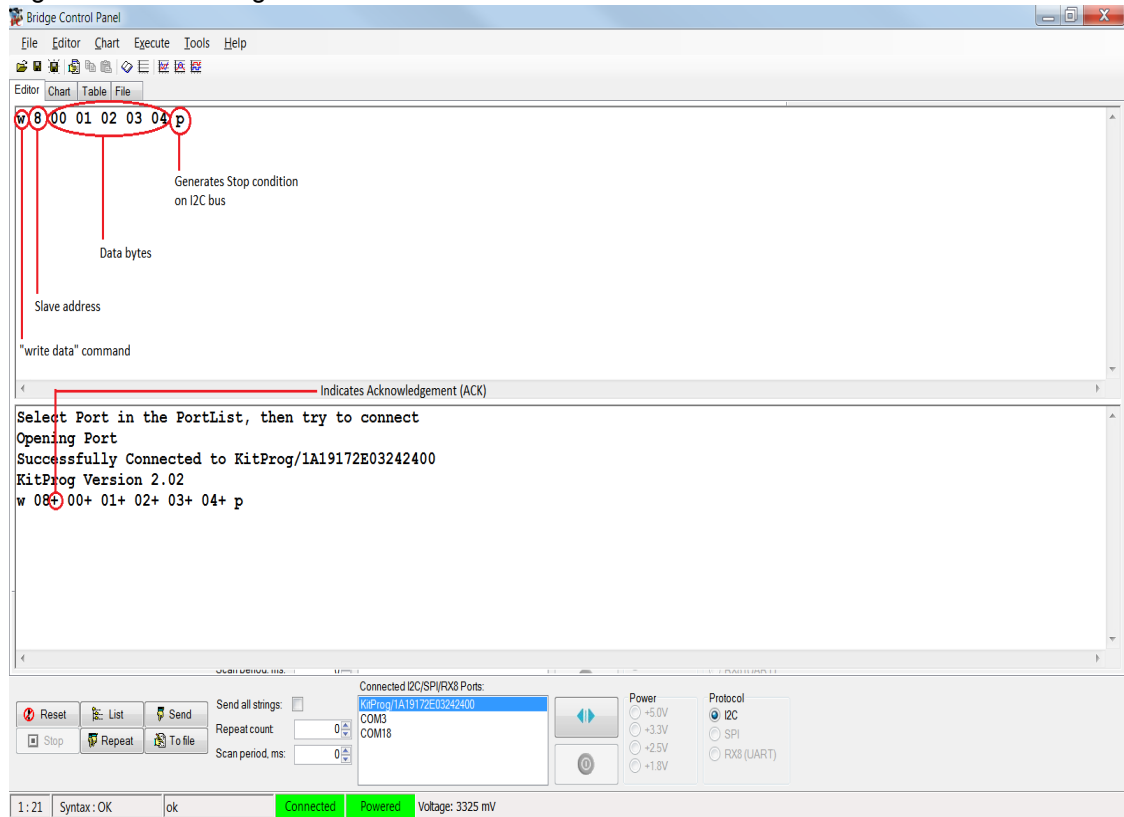 Bridge Control Panel
File Editor Chart Execute Tools Help
Editor Chart Table File
w 8 00 01 02 03 04 p
Generates Stop condition
on I2C bus
Data bytes
Slave address
"write data" command
Indicates Acknowledgement (ACK)
Select Port in the PortList, then try to connect
Opening Port
Successfully Connected to KitProg/1A19172E03242400
KitProg Version 2.02
w 08+ 00+ 01+ 02+ 03+ 04+ p
Connected I2C/SPI/RX8 Ports:
Reset List Send Send all strings: KitProg/1A19172E03242400 Power Protocol
COM3 +5.0V I2C
Stop Repeat To file Repeat count: 0 COM18 +3.3V SPI
Scan period, ms: 0 +2.5V RX8 (UART)
+1.8V
1 : 21 Syntax : OK ok Connected Powered Voltage: 3325 mV